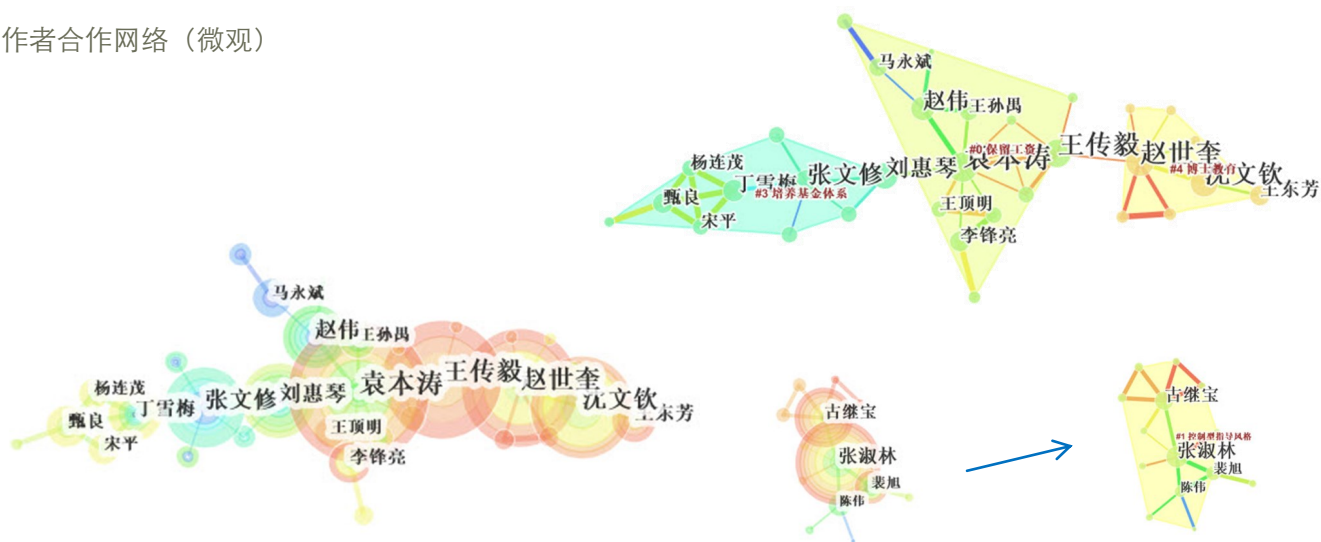 作者合作网络（微观）
马永斌
赵伟
王孙禺
#0 保留工资
袁本涛
王传毅
赵世奎
#4 博士教育
沈文钦
王东芳
杨连茂
丁雪梅
张文修
刘惠琴
#3 培养基金体系
甄良
宋平
王顶明
李锋亮
马永斌
赵伟
王孙禺
杨连茂
丁雪梅
张文修
刘惠琴
袁本涛
王传毅
赵世奎
沈文钦
王东芳
甄良
宋平
王顶明
李锋亮
古继宝
张淑林
裴旭
陈伟
古继宝
#1 控制型指导风格
张淑林
裴旭
陈伟